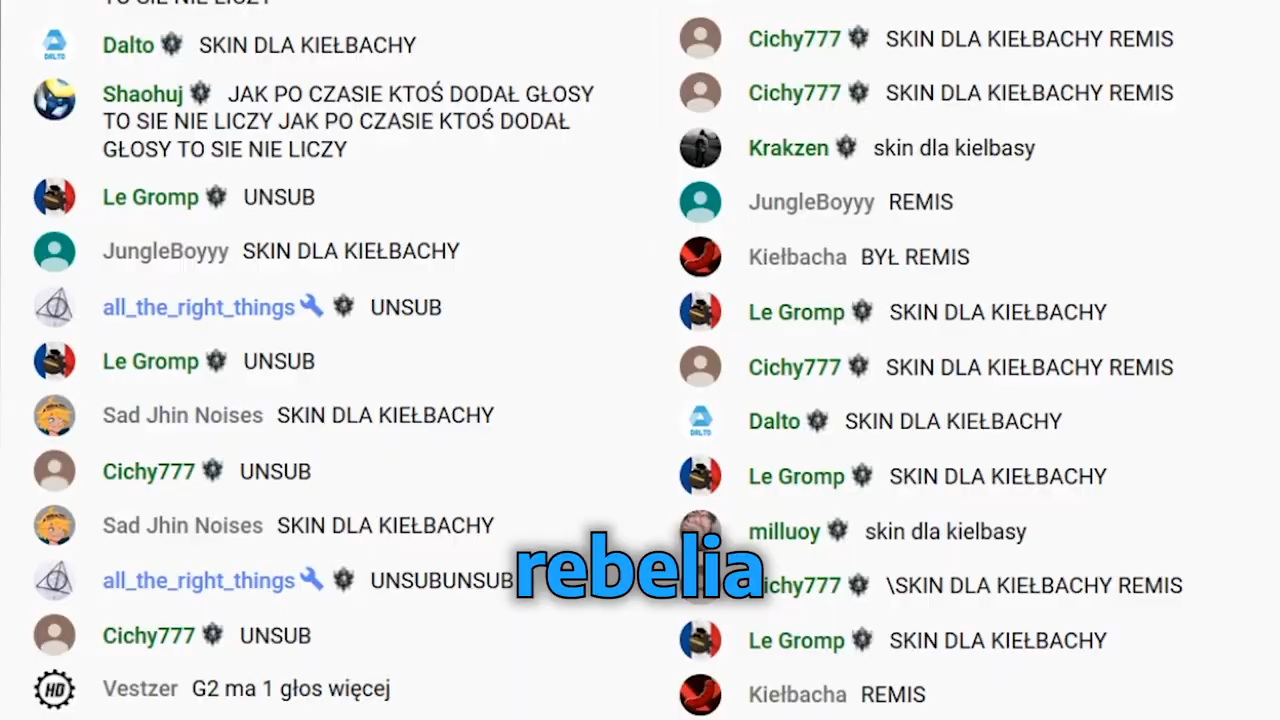 Dalto SKIN DLA KIEŁBACHY
Shaohuj JAK PO CZASIE KTOŚ DODAŁ GŁOSY
TO SIE NIE LICZY JAK PO CZASIE KTOŚ DODAŁ
GŁOSY TO SIE NIE LICZY
Le Gromp UNSUB
JungleBoyyy SKIN DLA KIEŁBACHY
all_the_right_things UNSUB
Le Gromp UNSUB
Sad Jhin Noises SKIN DLA KIEŁBACHY
Cichy777 UNSUB
Sad Jhin Noises SKIN DLA KIEŁBACHY
all_the_right_things UNSUBUNSUB
Cichy777 UNSUB
HD Vestzer G2 ma 1 głos więcej
Cichy777 SKIN DLA KIEŁBACHY REMIS
Cichy777 SKIN DLA KIEŁBACHY REMIS
Krakzen skin dla kielbasy
JungleBoyyy REMIS
Kiełbacha BYŁ REMIS
Le Gromp SKIN DLA KIEŁBACHY
Cichy777 SKIN DLA KIEŁBACHY REMIS
DALTO Dalto SKIN DLA KIEŁBACHY
Le Gromp SKIN DLA KIEŁBACHY
milluoy skin dla kielbasy
ichy777 \SKIN DLA KIEŁBACHY REMIS
Le Gromp SKIN DLA KIEŁBACHY
Kiełbacha REMIS
rebelia